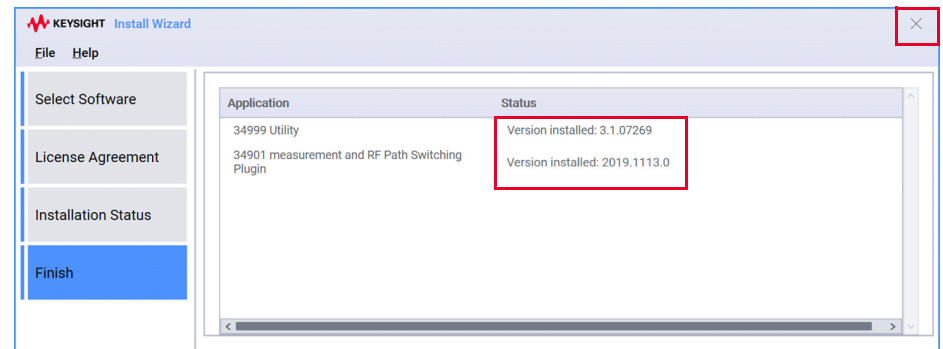 KEYSIGHT Install Wizard
File Help
Select Software
License Agreement
Installation Status
Finish
Application Status
34999 Utility Version installed: 3.1.07269
34901 measurement and RF Path Switching
Plugin
Version installed: 2019.1113.0